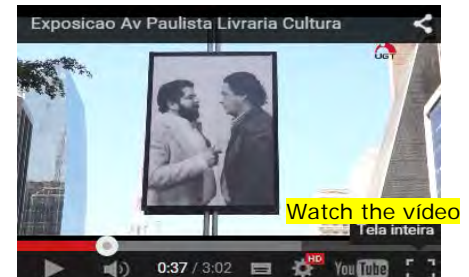 Exposicao Av Paulista Livraria Cultura
UGT
Watch the vídeo
Tela inteira
0:37 / 3:02
HD
YouTube